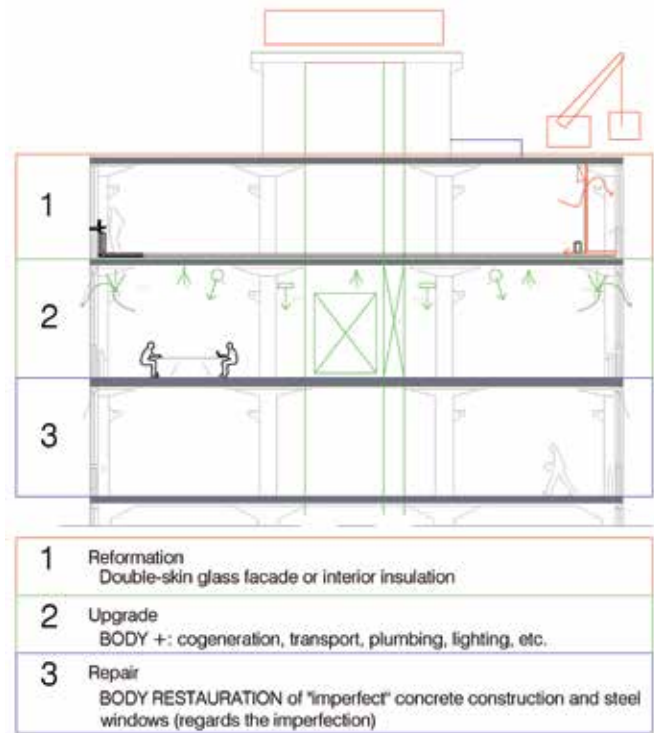 1
2
3
1 Reformation
Double-skin glass facade or interior insulation
2 Upgrade
BODY +: cogeneration, transport, plumbing, lighting, etc.
3 Repair
BODY RESTAURATION of "imperfect" concrete construction and steel
windows (regards the imperfection)